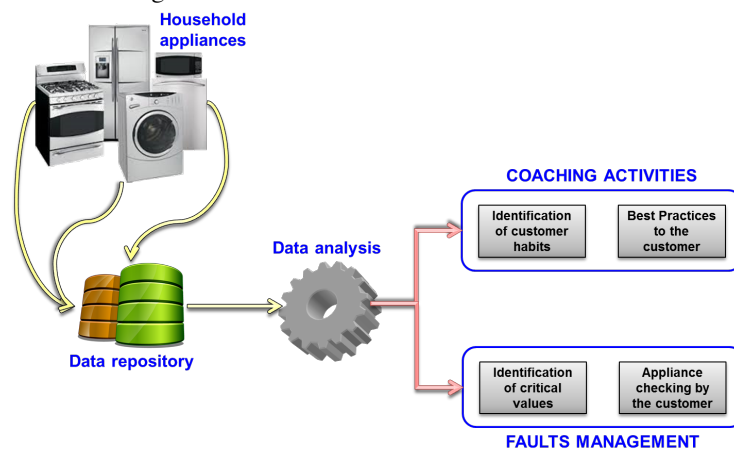 Household
appliances
COACHING ACTIVITIES
Identification
of customer
habits
Best Practices
to the
customer
Data analysis
Data repository
Identification
of critical
values
Appliance
checking by
the customer
FAULTS MANAGEMENT